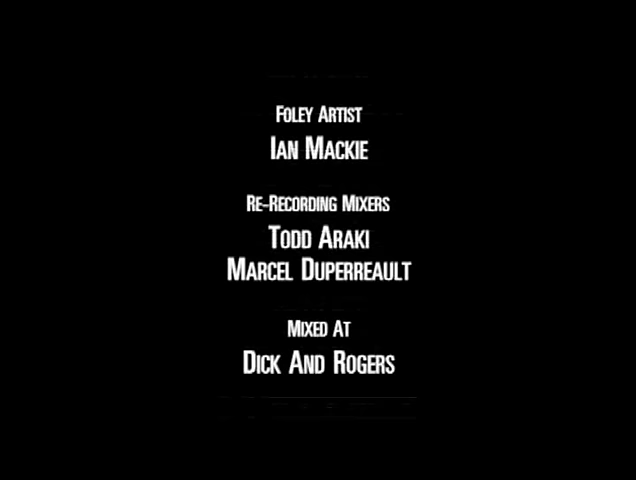 Foley Artist
Ian Mackie
Re-Recording Mixers
Todd Araki
Marcel Duperreault
Mixed At
Dick And Rogers